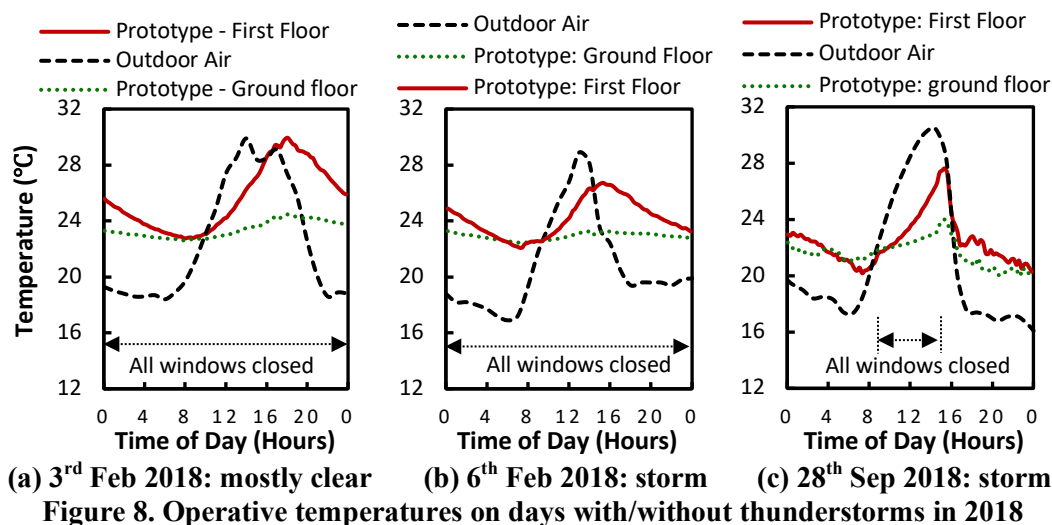 Prototype - First Floor
Outdoor Air
Prototype - Ground floor
Outdoor Air
Prototype: Ground Floor
Prototype: First Floor
Prototype: First Floor
Outdoor Air
Prototype: ground floor
Temperature (°C)
32
28
24
20
16
12
All windows closed
0 4 8 12 16 20 0
Time of Day (Hours)
32
28
24
20
16
12
All windows closed
0 4 8 12 16 20 0
Time of Day (Hours)
32
28
24
20
16
12
All windows closed
0 4 8 12 16 20 0
Time of Day (Hours)
(a) 3rd Feb 2018: mostly clear
(b) 6th Feb 2018: storm
(c) 28th Sep 2018: storm
Figure 8. Operative temperatures on days with/without thunderstorms in 2018